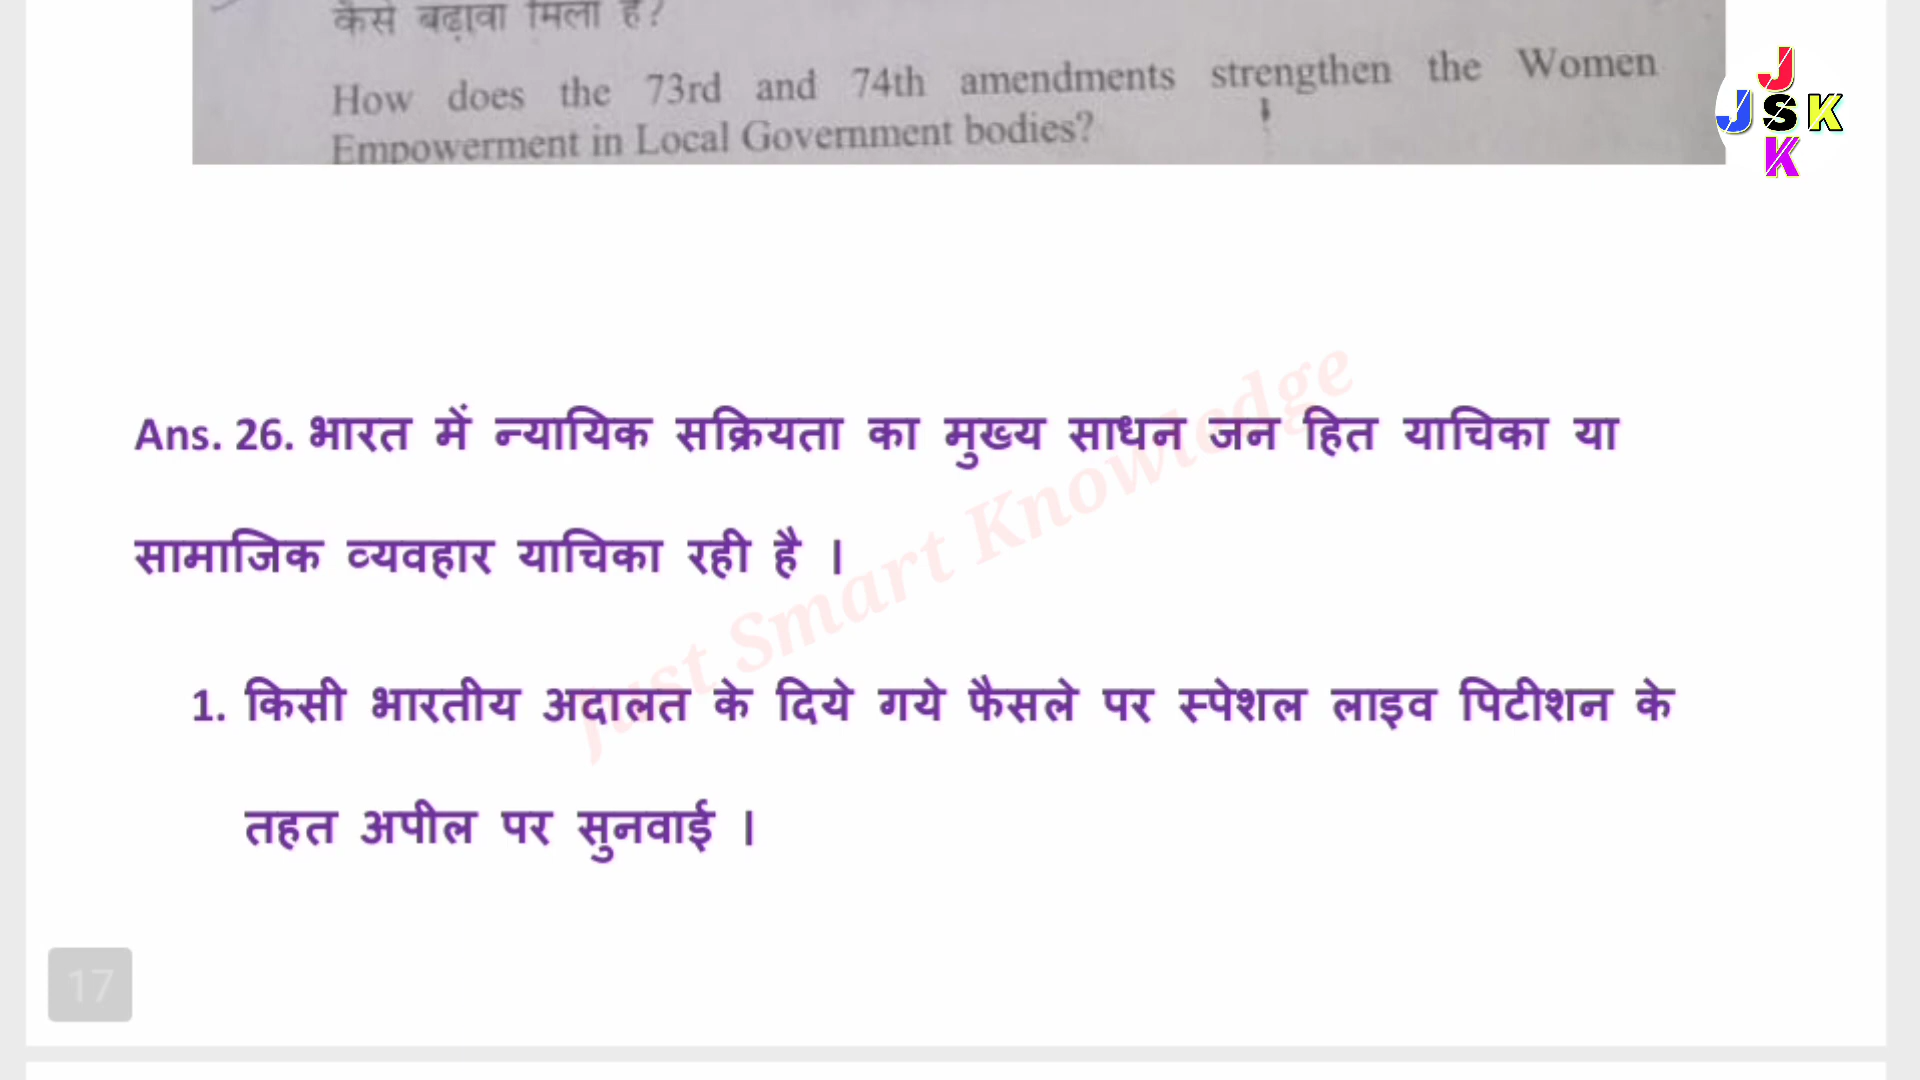 कैसे बढ़ावा मिला है?
How does the 73rd and 74th amendments strengthen the Women
Empowerment in Local Government bodies?
J
JSK
K
Ans. 26. भारत में न्यायिक सक्रियता का मुख्य साधन जन हित याचिका या
सामाजिक व्यवहार याचिका रही है ।
Just Smart Knowledge
1. किसी भारतीय अदालत के दिये गये फैसले पर स्पेशल लाइव पिटीशन के
तहत अपील पर सुनवाई ।
17